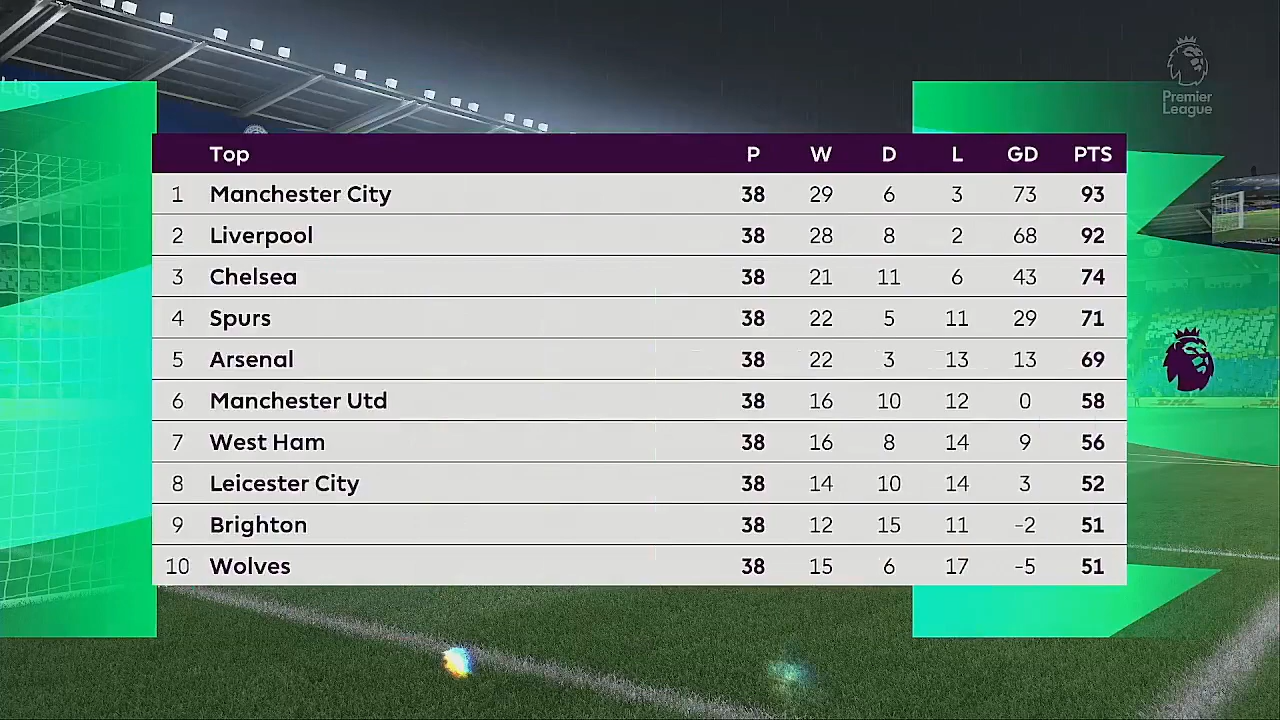 LUB
Premier
League
Top P W D L GD PTS
1 Manchester City 38 29 6 3 73 93
2 Liverpool 38 28 8 2 68 92
3 Chelsea 38 21 11 6 43 74
4 Spurs 38 22 5 11 29 71
5 Arsenal 38 22 3 13 13 69
6 Manchester Utd 38 16 10 12 0 58
7 West Ham 38 16 8 14 9 56
8 Leicester City 38 14 10 14 3 52
9 Brighton 38 12 15 11 -2 51
10 Wolves 38 15 6 17 -5 51
DHL